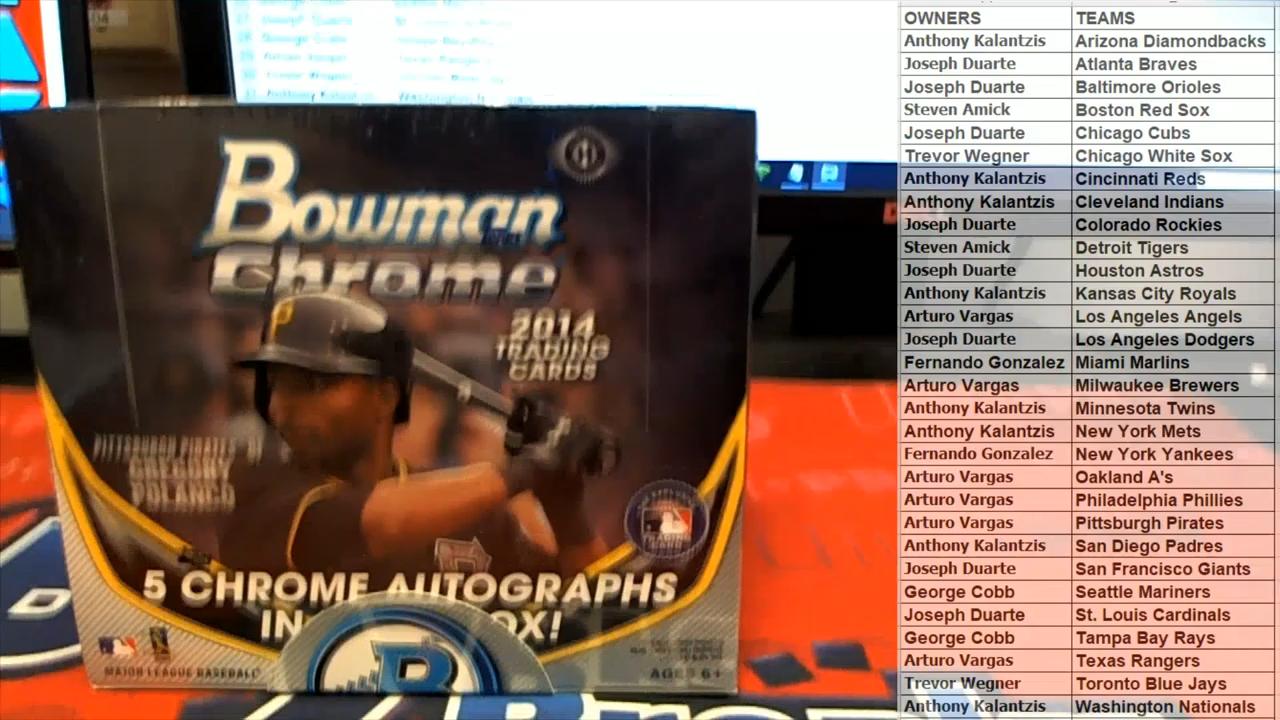 Bowman
Chrome
2014
TRADING
CARDS
PITTSBURGH PIRATES
GREGORY
POLANCO
5 CHROME AUTOGRAPHS
IN
OX!
MAJOR LEAGUE BASEBALL
AGES 6+
OWNERS TEAMS
Anthony Kalantzis Arizona Diamondbacks
Joseph Duarte Atlanta Braves
Joseph Duarte Baltimore Orioles
Steven Amick Boston Red Sox
Joseph Duarte Chicago Cubs
Trevor Wegner Chicago White Sox
Anthony Kalantzis Cincinnati Reds
Anthony Kalantzis Cleveland Indians
Joseph Duarte Colorado Rockies
Steven Amick Detroit Tigers
Joseph Duarte Houston Astros
Anthony Kalantzis Kansas City Royals
Arturo Vargas Los Angeles Angels
Joseph Duarte Los Angeles Dodgers
Fernando Gonzalez Miami Marlins
Arturo Vargas Milwaukee Brewers
Anthony Kalantzis Minnesota Twins
Anthony Kalantzis New York Mets
Fernando Gonzalez New York Yankees
Arturo Vargas Oakland A's
Arturo Vargas Philadelphia Phillies
Arturo Vargas Pittsburgh Pirates
Anthony Kalantzis San Diego Padres
Joseph Duarte San Francisco Giants
George Cobb Seattle Mariners
Joseph Duarte St. Louis Cardinals
George Cobb Tampa Bay Rays
Arturo Vargas Texas Rangers
Trevor Wegner Toronto Blue Jays
Anthony Kalantzis Washington Nationals